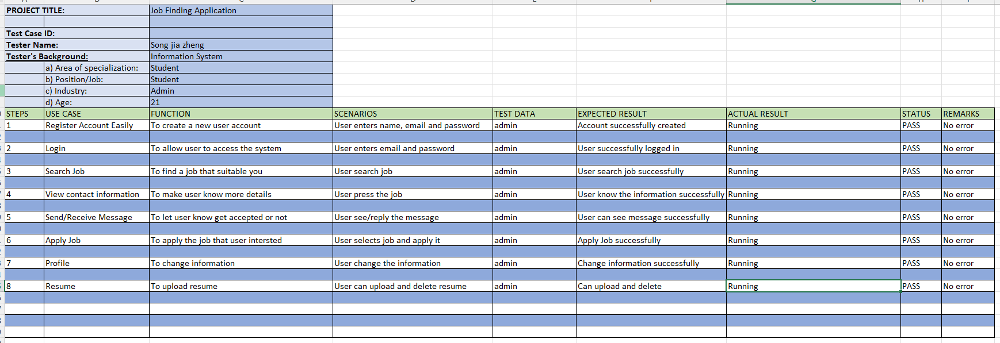 PROJECT TITLE: Job Finding Application
Test Case ID:
Tester Name: Song jia zheng
Tester's Background: Information System
a) Area of specialization: Student
b) Position/Job: Student
c) Industry: Admin
d) Age: 21
STEPS USE CASE FUNCTION SCENARIOS TEST DATA EXPECTED RESULT ACTUAL RESULT STATUS REMARKS
1 Register Account Easily To create a new user account User enters name, email and password admin Account successfully created Running PASS No error
2 Login To allow user to access the system User enters email and password admin User successfully logged in Running PASS No error
3 Search Job To find a job that suitable you User search job admin User search job successfully Running PASS No error
4 View contact information To make user know more details User press the job admin User know the information successfully Running PASS No error
5 Send/Receive Message To let user know get accepted or not User see/reply the message admin User can see message successfully Running PASS No error
6 Apply Job To apply the job that user intersted User selects job and apply it admin Apply Job successfully Running PASS No error
7 Profile To change information User change the information admin Change information successfully Running PASS No error
8 Resume To upload resume User can upload and delete resume admin Can upload and delete Running PASS No error